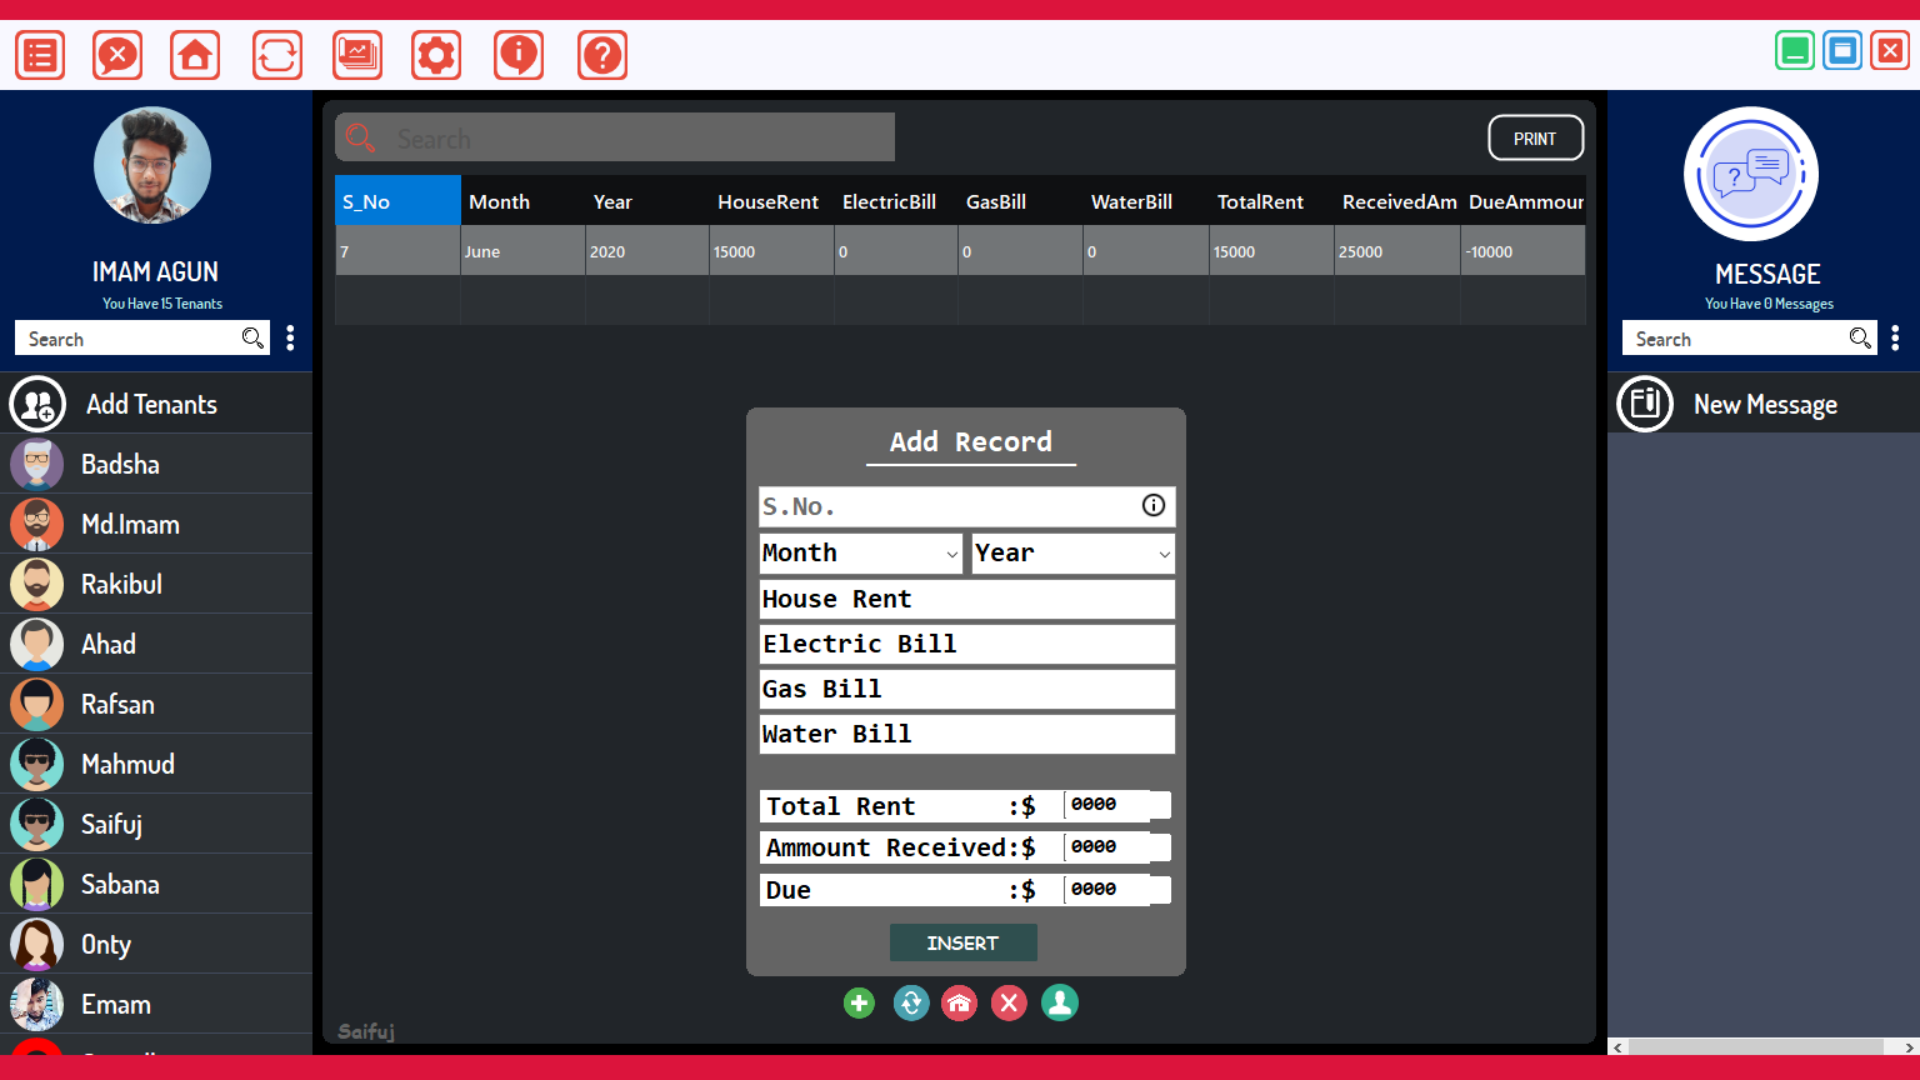 IMAM AGUN
You Have 15 Tenants
Search
Add Tenants
Badsha
Md.Imam
Rakibul
Ahad
Rafsan
Mahmud
Saifuj
Sabana
Onty
Emam
Search
PRINT
S_No Month Year HouseRent ElectricBill GasBill WaterBill TotalRent ReceivedAm DueAmmour
7 June 2020 15000 0 0 0 15000 25000 -10000
Add Record
S.No.
Month Year
House Rent
Electric Bill
Gas Bill
Water Bill
Total Rent :$ 0000
Ammount Received:$ 0000
Due :$ 0000
INSERT
Saifuj
MESSAGE
You Have 0 Messages
Search
New Message